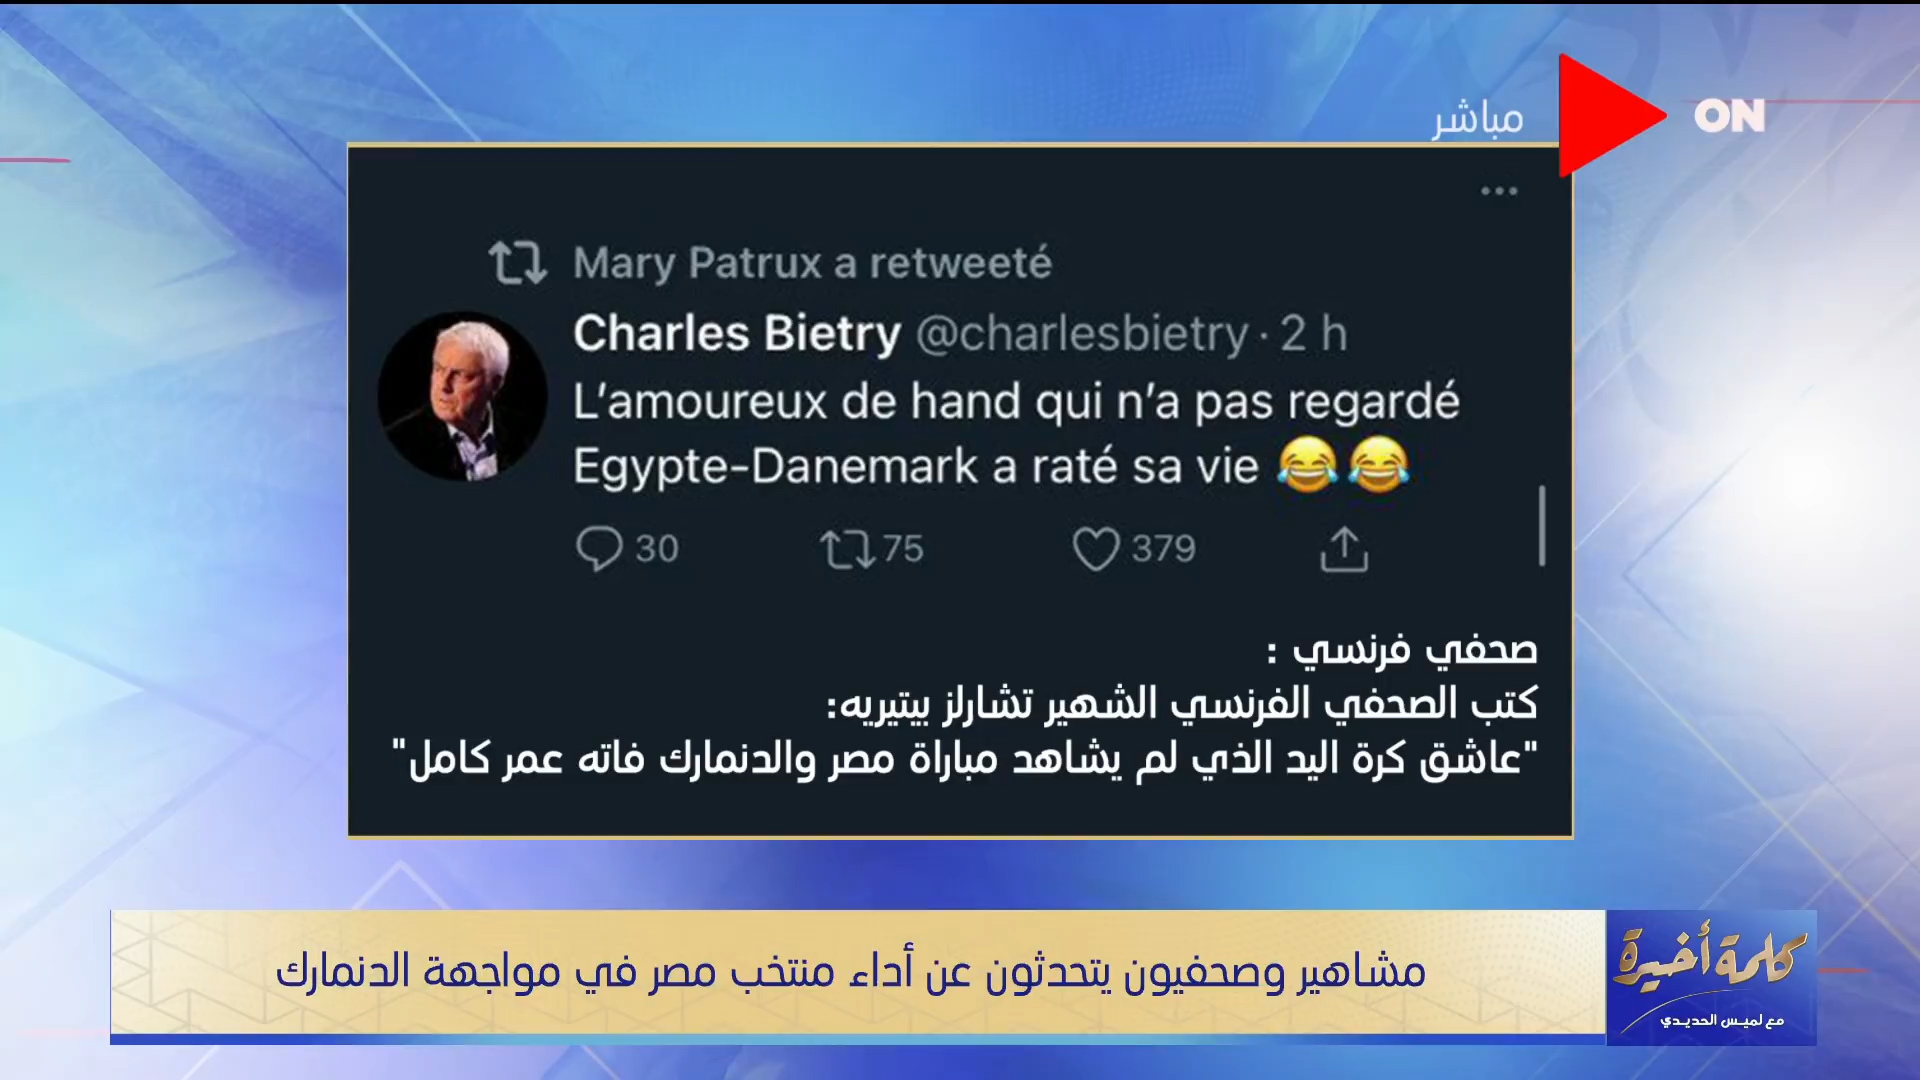 مباشر
ON
Mary Patrux a retweeté
Charles Bietry @charlesbietry · 2 h
L'amoureux de hand qui n'a pas regardé
Egypte-Danemark a raté sa vie 😂😂
30 75 379
صحفي فرنسي :
كتب الصحفي الفرنسي الشهير تشارلز بيتيريه:
"عاشق كرة اليد الذي لم يشاهد مباراة مصر والدنمارك فاته عمر كامل"
مشاهير وصحفيون يتحدثون عن أداء منتخب مصر في مواجهة الدنمارك
كلمة أخيرة
مع لميس الحديدي